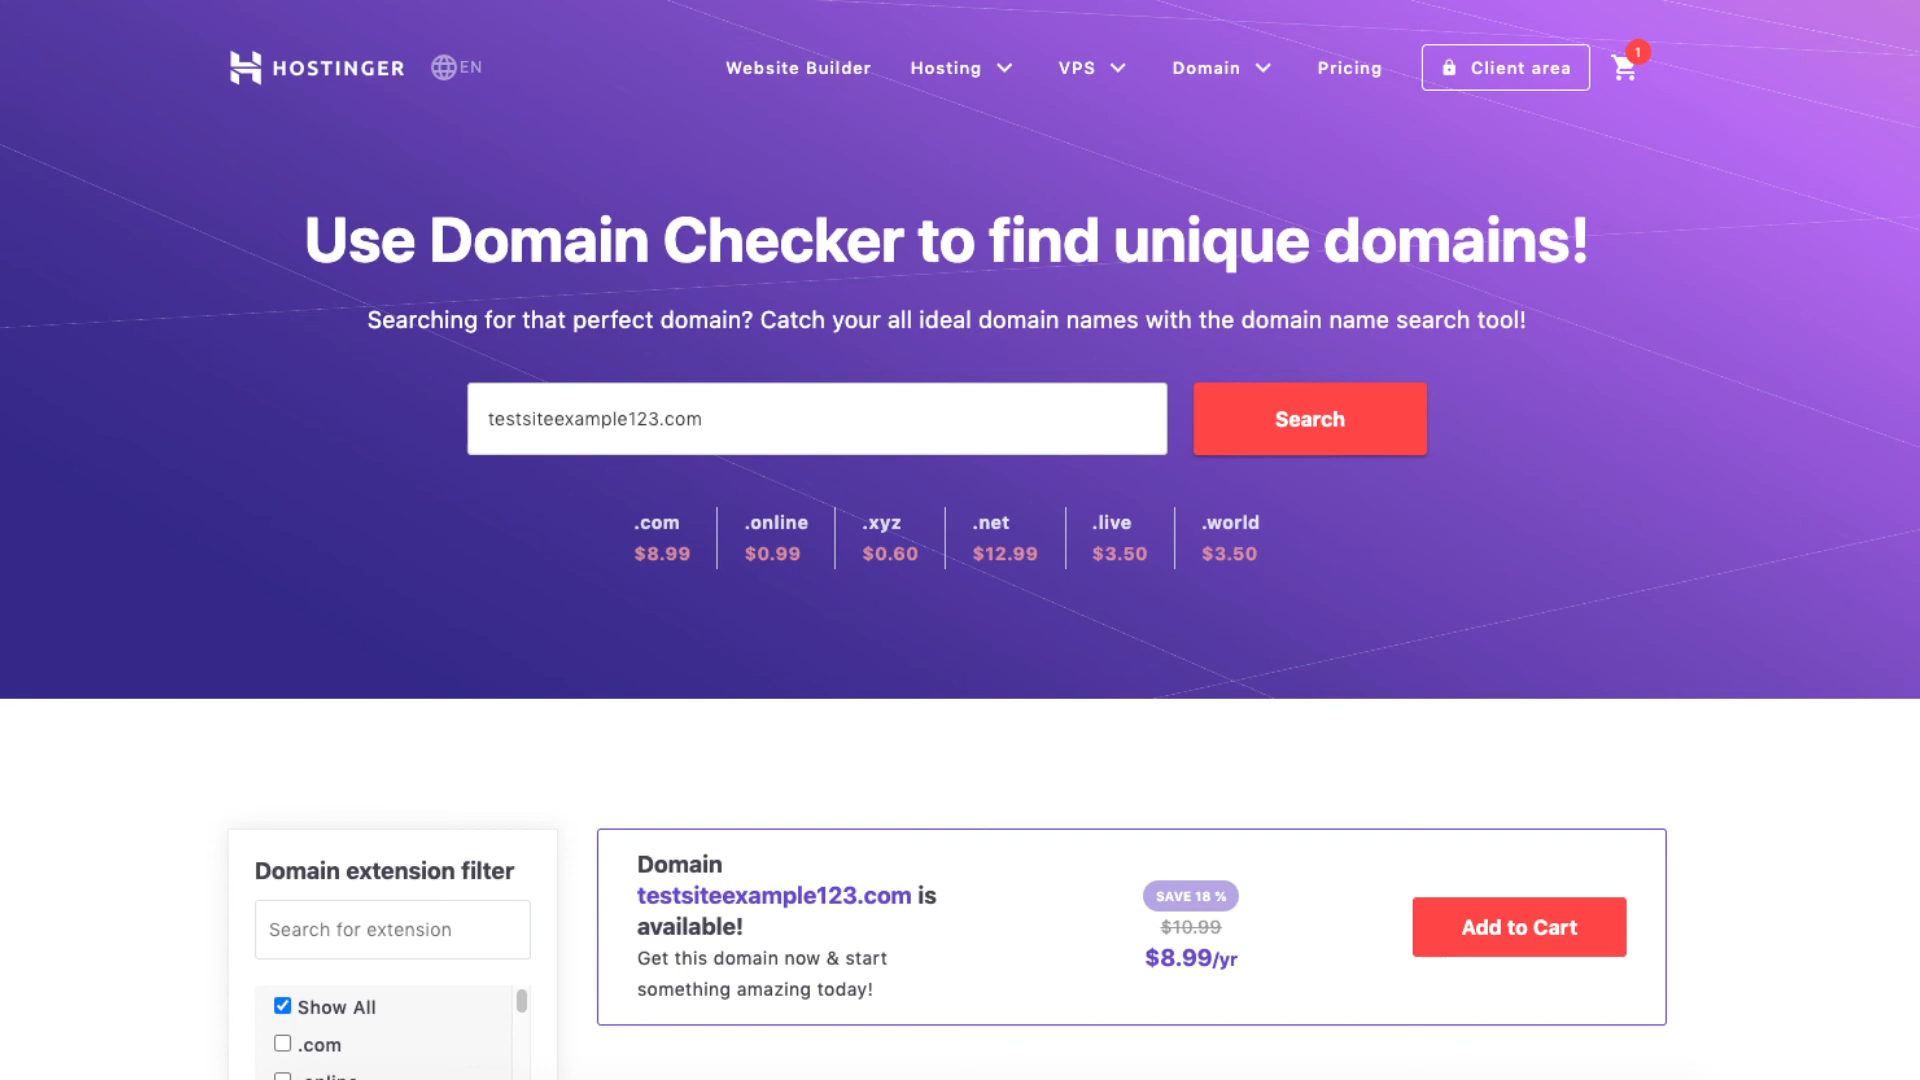 HOSTINGER EN Website Builder Hosting VPS Domain Pricing Client area 1
Use Domain Checker to find unique domains!
Searching for that perfect domain? Catch your all ideal domain names with the domain name search tool!
testsiteexample123.com Search
.com .online .xyz .net .live .world
$8.99 $0.99 $0.60 $12.99 $3.50 $3.50
Domain extension filter
Search for extension
Show All
.com
.online
Domain
testsiteexample123.com is
available!
Get this domain now & start
something amazing today!
SAVE 18 %
$10.99
$8.99/yr
Add to Cart